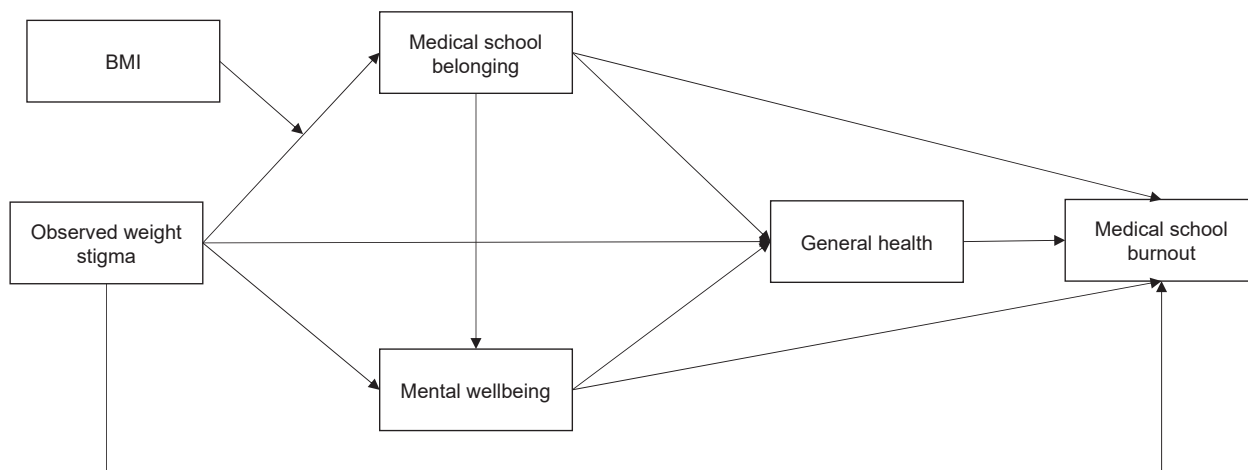 BMI
Medical school
belonging
Observed weight
stigma
General health
Medical school
burnout
Mental wellbeing